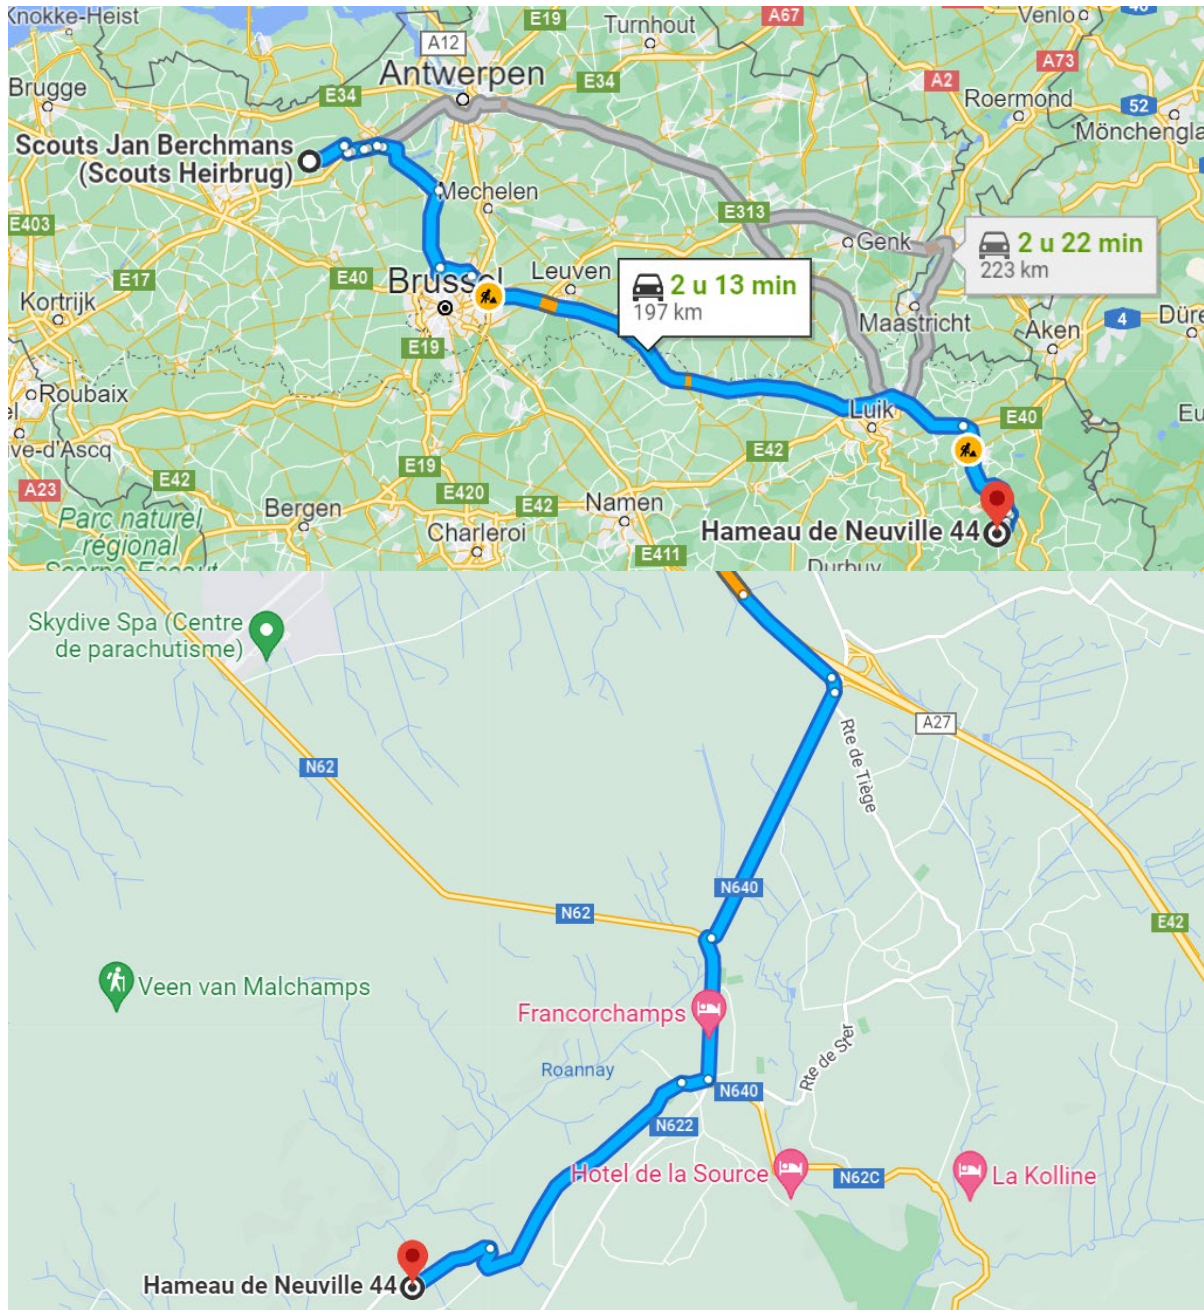 Knokke-Heist
E19
Turnhout
A67
Venlo
A12
Antwerpen
E34
A73
A2
Brugge
E34
Roermond
52
Scouts Jan Berchmans
(Scouts Heirbrug)
Mönchengla
Mechelen
E313
E403
Genk
2 u 22 min
223 km
E17
E40
Brussel
Leuven
2 u 13 min
197 km
Kortrijk
Maastricht
Aken
4
Düre
E19
Roubaix
Luik
E40
Eu
ve-d'Ascq
E42
E42
E19
A23
E420
E42
Namen
Bergen
Parc naturel
régional
Scarpe-Escaut
Charleroi
E411
Hameau de Neuville 44
Durbuy
Skydive Spa (Centre
de parachutisme)
A27
Rte de Tiège
N62
N640
N62
E42
Veen van Malchamps
Francorchamps
Roannay
Rte de Ster
N640
N622
Hotel de la Source
N62C
La Kolline
Hameau de Neuville 44